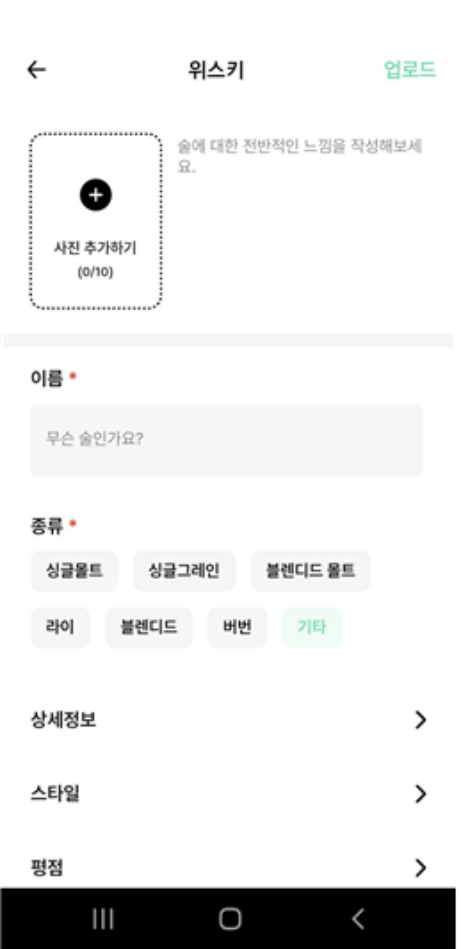 위스키
업로드
술에 대한 전반적인 느낌을 작성해보세
요.
사진 추가하기
(0/10)
이름 *
무슨 술인가요?
종류 *
싱글몰트 싱글그레인 블렌디드 몰트
라이 블렌디드 버번 기타
상세정보
스타일
평점